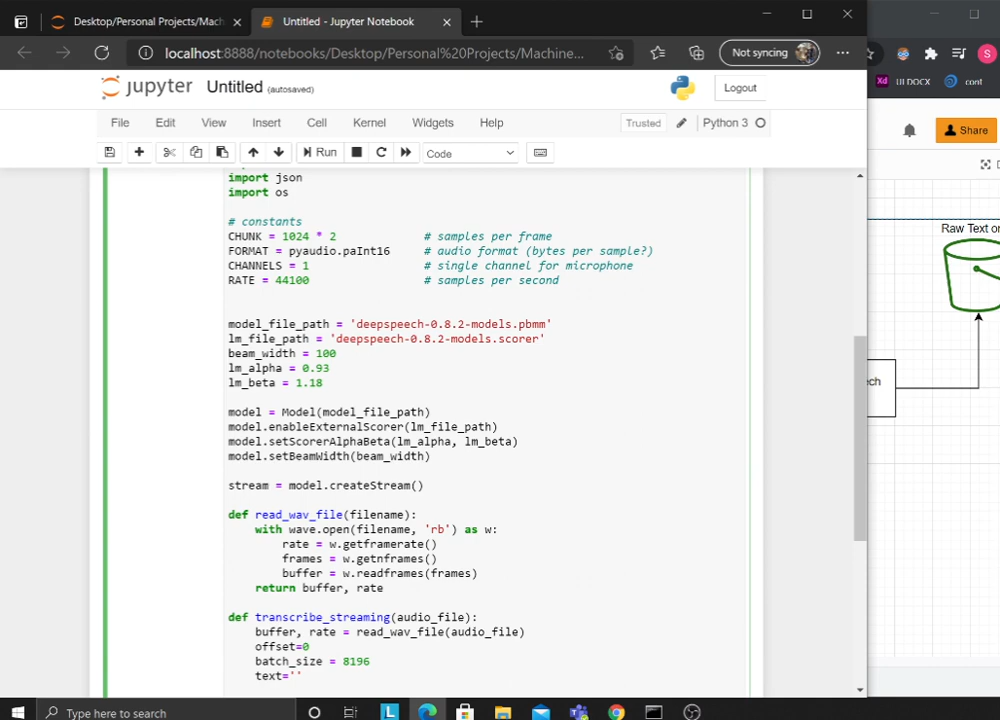 Desktop/Personal Projects/Mach
Untitled - Jupyter Notebook
localhost:8888/notebooks/Desktop/Personal%20Projects/Machine...
Not syncing
S
Xd UI DOCX
cont
jupyter Untitled (autosaved)
Logout
File Edit View Insert Cell Kernel Widgets Help
Trusted
Python 3
Run
Code
Share
import json
import os
# constants
CHUNK = 1024 * 2 # samples per frame
FORMAT = pyaudio.paInt16 # audio format (bytes per sample?)
CHANNELS = 1 # single channel for microphone
RATE = 44100 # samples per second
model_file_path = 'deepspeech-0.8.2-models.pbmm'
lm_file_path = 'deepspeech-0.8.2-models.scorer'
beam_width = 100
lm_alpha = 0.93
lm_beta = 1.18
model = Model(model_file_path)
model.enableExternalScorer(lm_file_path)
model.setScorerAlphaBeta(lm_alpha, lm_beta)
model.setBeamWidth(beam_width)
stream = model.createStream()
def read_wav_file(filename):
with wave.open(filename, 'rb') as w:
rate = w.getframerate()
frames = w.getnframes()
buffer = w.readframes(frames)
return buffer, rate
def transcribe_streaming(audio_file):
buffer, rate = read_wav_file(audio_file)
offset=0
batch_size = 8196
text=''
Raw Text or
ech
Type here to search
L